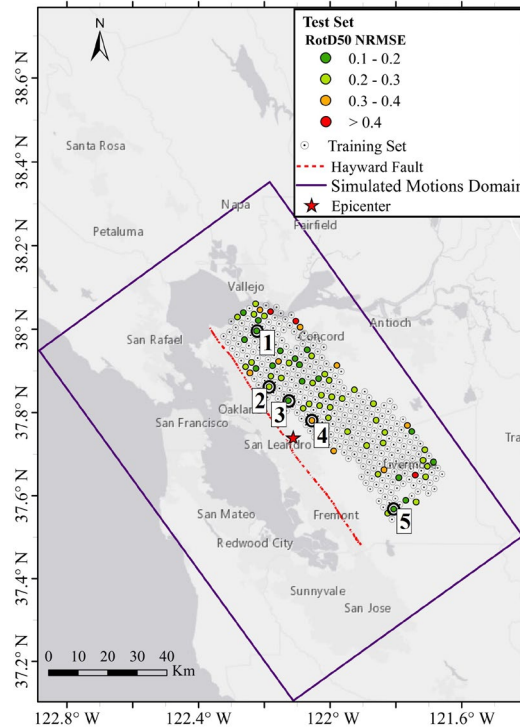 Test Set
RotD50 NRMSE
0.1 - 0.2
0.2 - 0.3
0.3 - 0.4
> 0.4
Training Set
Hayward Fault
Simulated Motions Domain
Epicenter
N
38.6° N
38.4° N
38.2° N
38° N
37.8° N
37.6° N
37.4° N
37.2° N
Santa Rosa
Napa
Petaluma
Fairfield
Vallejo
Antioch
San Rafael
Concord
1
2
3
4
5
San Francisco
San Leandro
San Mateo
Fremont
Redwood City
Sunnyvale
San Jose
0 10 20 30 40
Km
122.8° W
122.4° W
122° W
121.6° W